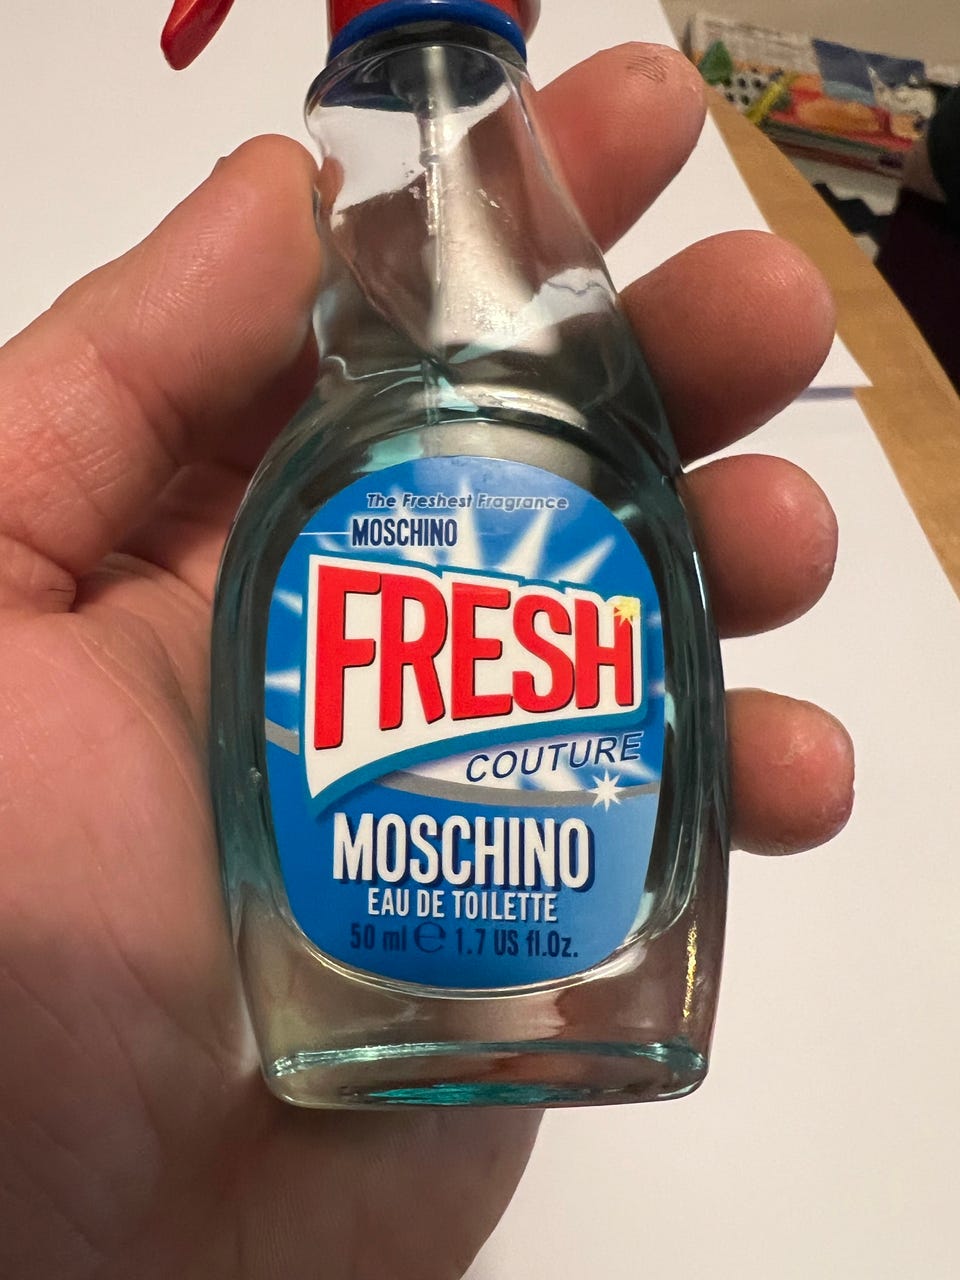 The Freshest Fragrance
MOSCHINO
FRESH
COUTURE
MOSCHINO
EAU DE TOILETTE
50 ml ℮ 1.7 US fl.Oz.